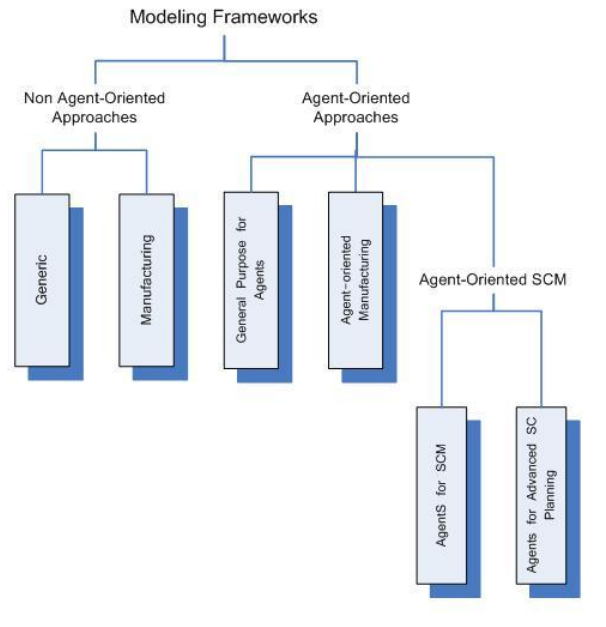 Modeling Frameworks
Non Agent-Oriented
Approaches
Agent-Oriented
Approaches
Generic
Manufacturing
General Purpose for
Agents
Agent-oriented
Manufacturing
Agent-Oriented SCM
AgentS for SCM
Agents for Advanced SC
Planning